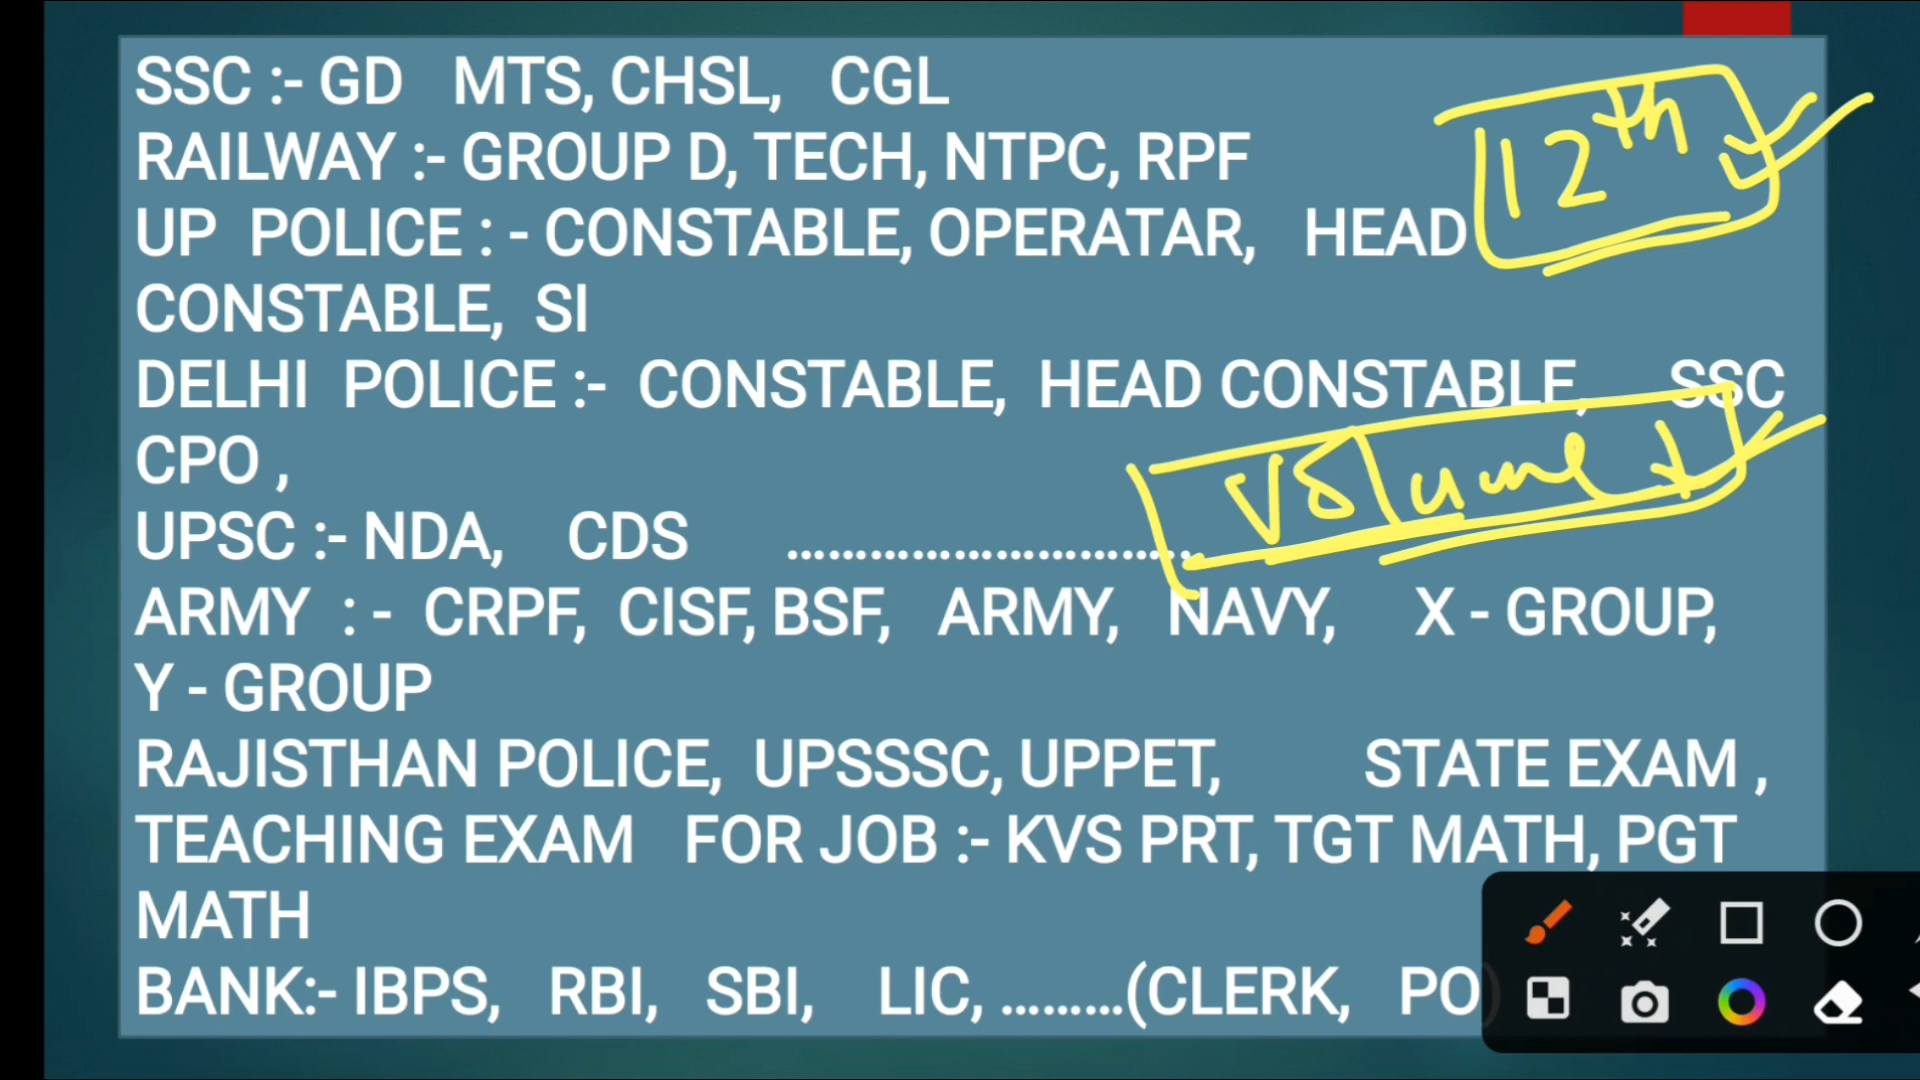 SSC :- GD MTS, CHSL, CGL
RAILWAY :- GROUP D, TECH, NTPC, RPF
12th
UP POLICE : - CONSTABLE, OPERATAR, HEAD
CONSTABLE, SI
DELHI POLICE :- CONSTABLE, HEAD CONSTABLE, SSC
CPO ,
Volume 1
UPSC :- NDA, CDS ..............................
ARMY : - CRPF, CISF, BSF, ARMY, NAVY, X - GROUP,
Y - GROUP
RAJISTHAN POLICE, UPSSSC, UPPET, STATE EXAM ,
TEACHING EXAM FOR JOB :- KVS PRT, TGT MATH, PGT
MATH
BANK:- IBPS, RBI, SBI, LIC, .........(CLERK, PO)